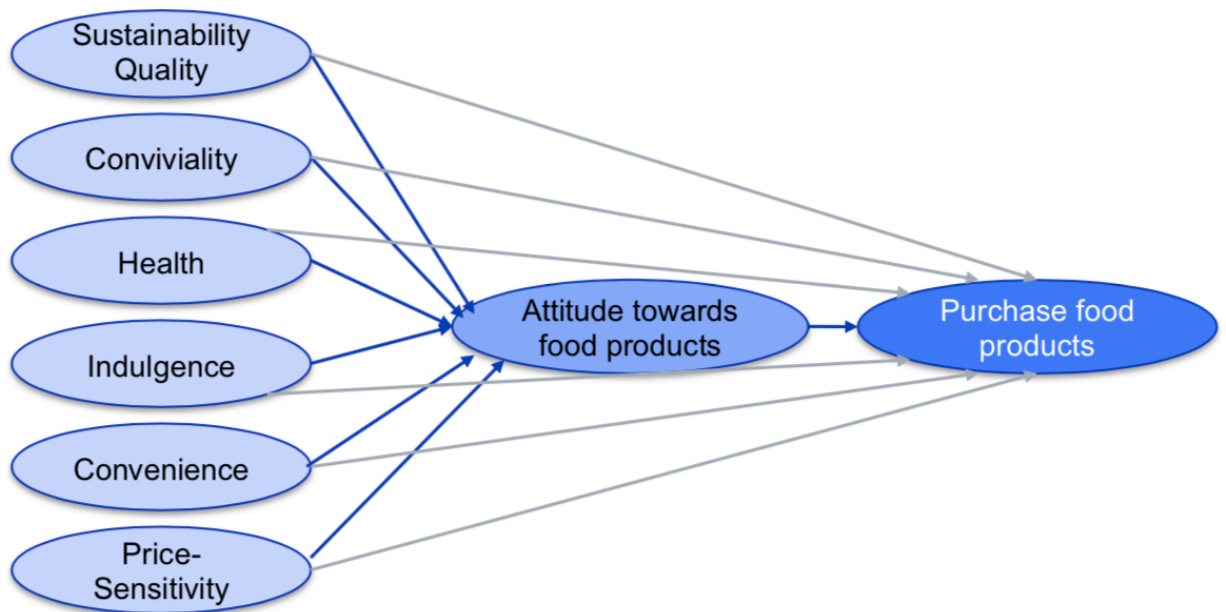 Sustainability
Quality
Conviviality
Health
Indulgence
Convenience
Price-
Sensitivity
Attitude towards
food products
Purchase food
products